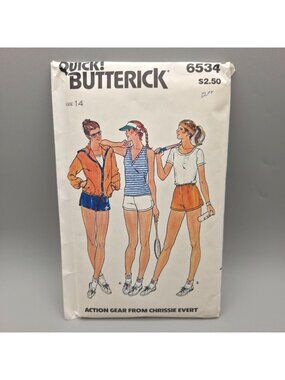 QUICK!
BUTTERICK
6534
$2.50
SIZE 14
A
B
ACTION GEAR FROM CHRISSIE EVERT